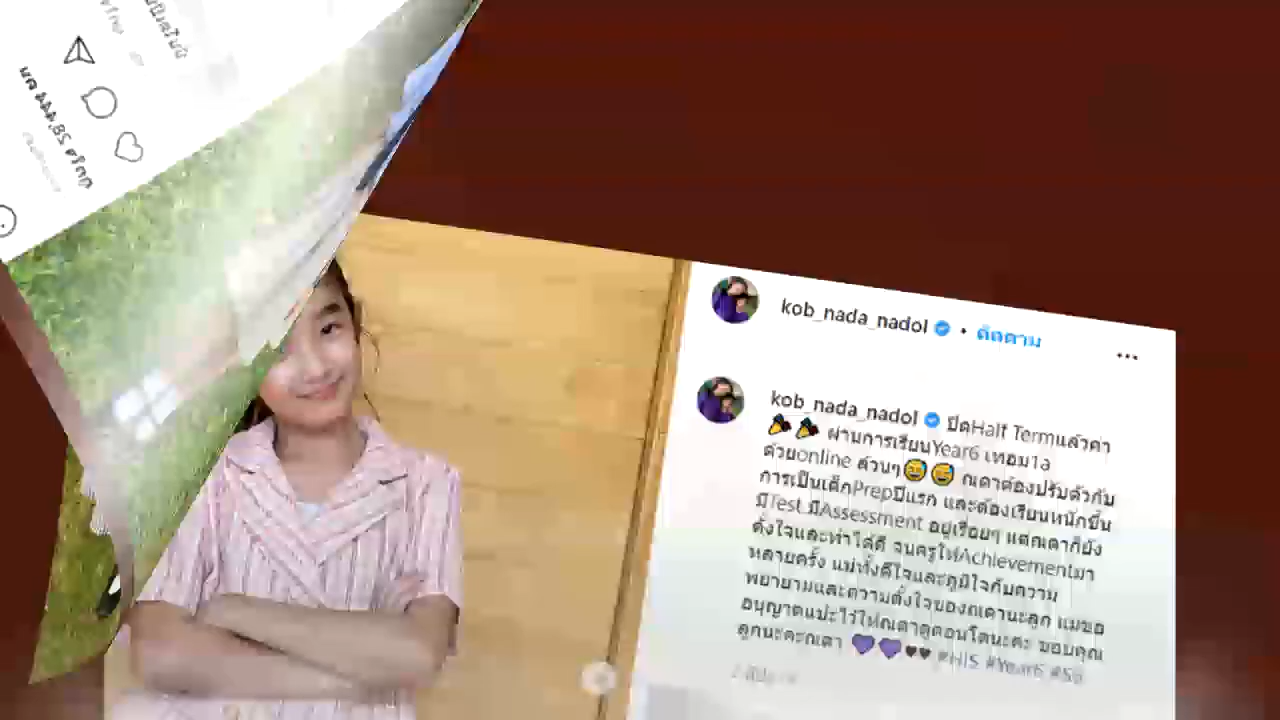 kob_nada_nadol • ติดตาม
kob_nada_nadol ปิดHalf Termแล้วค่า
ผ่านการเรียนYear6 เทอม1a
ด้วยonline ล้วนๆ ณดาต้องปรับตัวกับ
การเป็นเด็กPrepปีแรก และต้องเรียนหนักขึ้น
มีTest มีAssessment อยู่เรื่อยๆ แต่ณดาก็ยัง
ตั้งใจและทำได้ดี จนครูให้Achievementมา
หลายครั้ง แม่ทั้งดีใจและภูมิใจกับความ
พยายามและความตั้งใจของณดานะลูก แม่ขอ
อนุญาตแปะไว้ให้ณดาดูตอนโตนะคะ ขอบคุณ
ลูกนะคะณดา #HIS #Year6 #5a